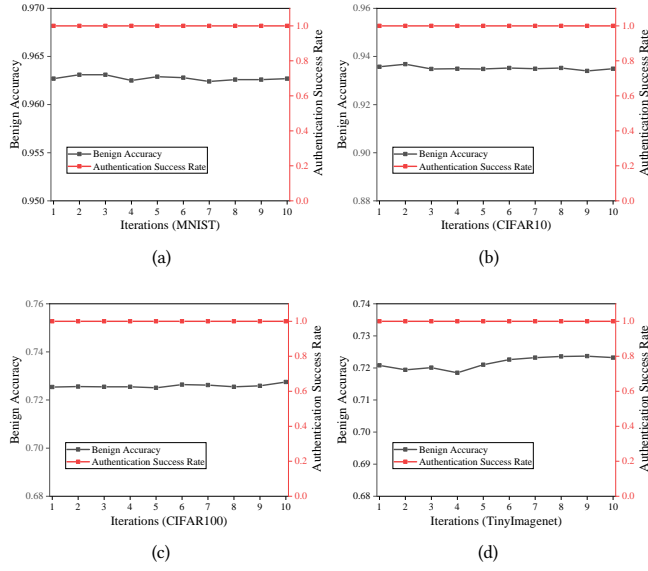 0.970
0.965
0.960
0.955
0.950
Benign Accuracy
Benign Accuracy
Authentication Success Rate
1 2 3 4 5 6 7 8 9 10
Iterations (MNIST)
1.0
0.8
0.6
0.4
0.2
0.0
Authentication Success Rate
(a)
0.96
0.94
0.92
0.90
0.88
Benign Accuracy
Benign Accuracy
Authentication Success Rate
1 2 3 4 5 6 7 8 9 10
Iterations (CIFAR10)
1.0
0.8
0.6
0.4
0.2
0.0
Authentication Success Rate
(b)
0.76
0.74
0.72
0.70
0.68
Benign Accuracy
Benign Accuracy
Authentication Success Rate
1 2 3 4 5 6 7 8 9 10
Iterations (CIFAR100)
1.0
0.8
0.6
0.4
0.2
0.0
Authentication Success Rate
(c)
0.74
0.73
0.72
0.71
0.70
0.69
0.68
Benign Accuracy
Benign Accuracy
Authentication Success Rate
1 2 3 4 5 6 7 8 9 10
Iterations (TinyImagenet)
1.0
0.8
0.6
0.4
0.2
0.0
Authentication Success Rate
(d)